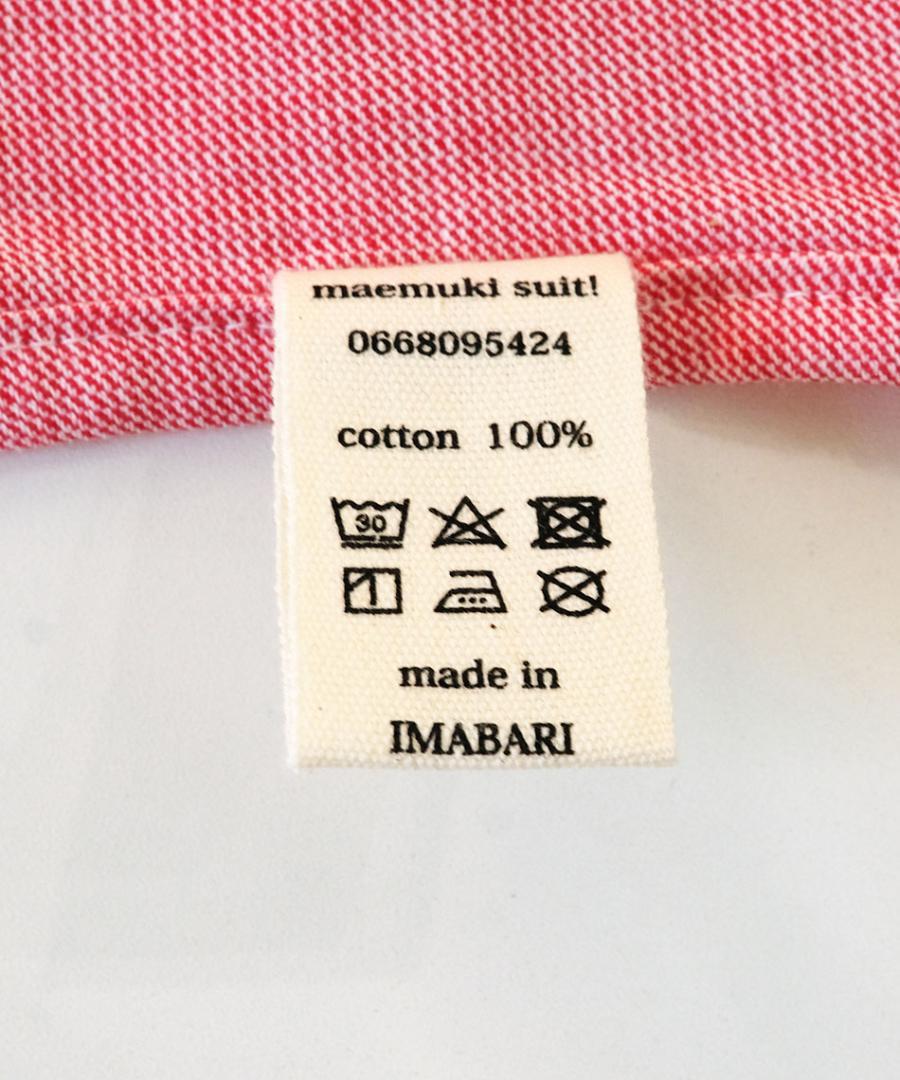 maemuki suit!
0668095424
cotton 100%
30
made in
IMABARI